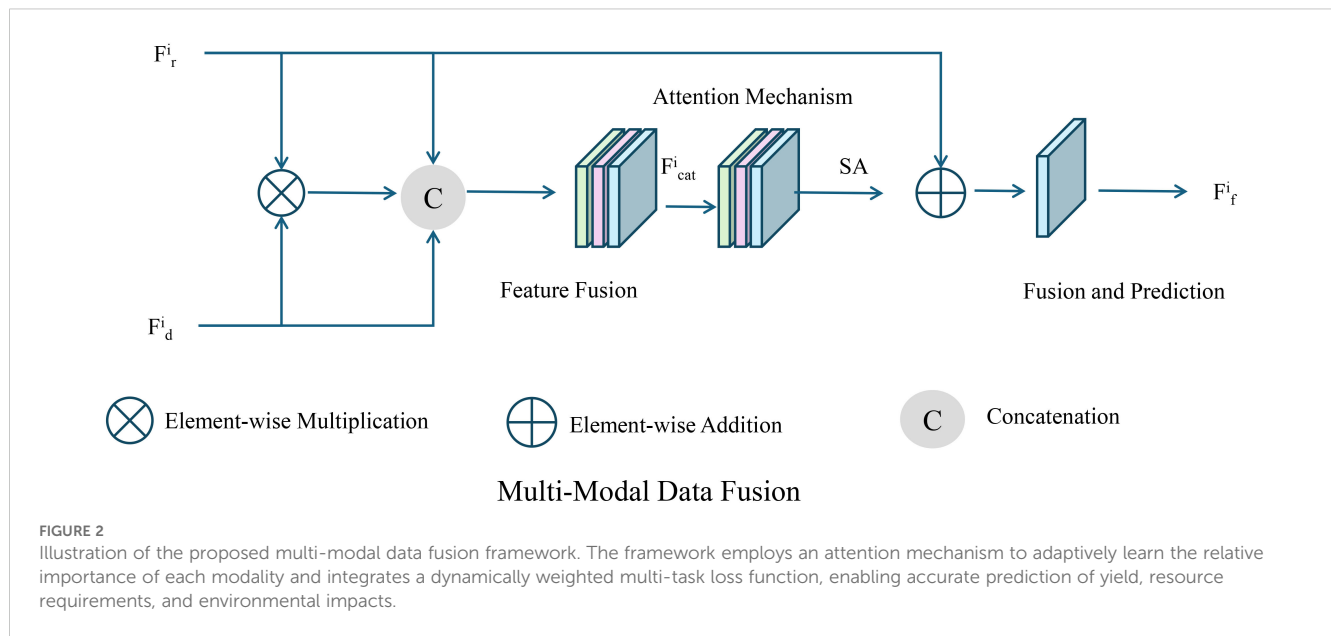 F^i_r
Attention Mechanism
F^i_cat
SA
C
F^i_f
Feature Fusion
Fusion and Prediction
F^i_d
Element-wise Multiplication
Element-wise Addition
C
Concatenation
Multi-Modal Data Fusion
FIGURE 2
Illustration of the proposed multi-modal data fusion framework. The framework employs an attention mechanism to adaptively learn the relative
importance of each modality and integrates a dynamically weighted multi-task loss function, enabling accurate prediction of yield, resource
requirements, and environmental impacts.